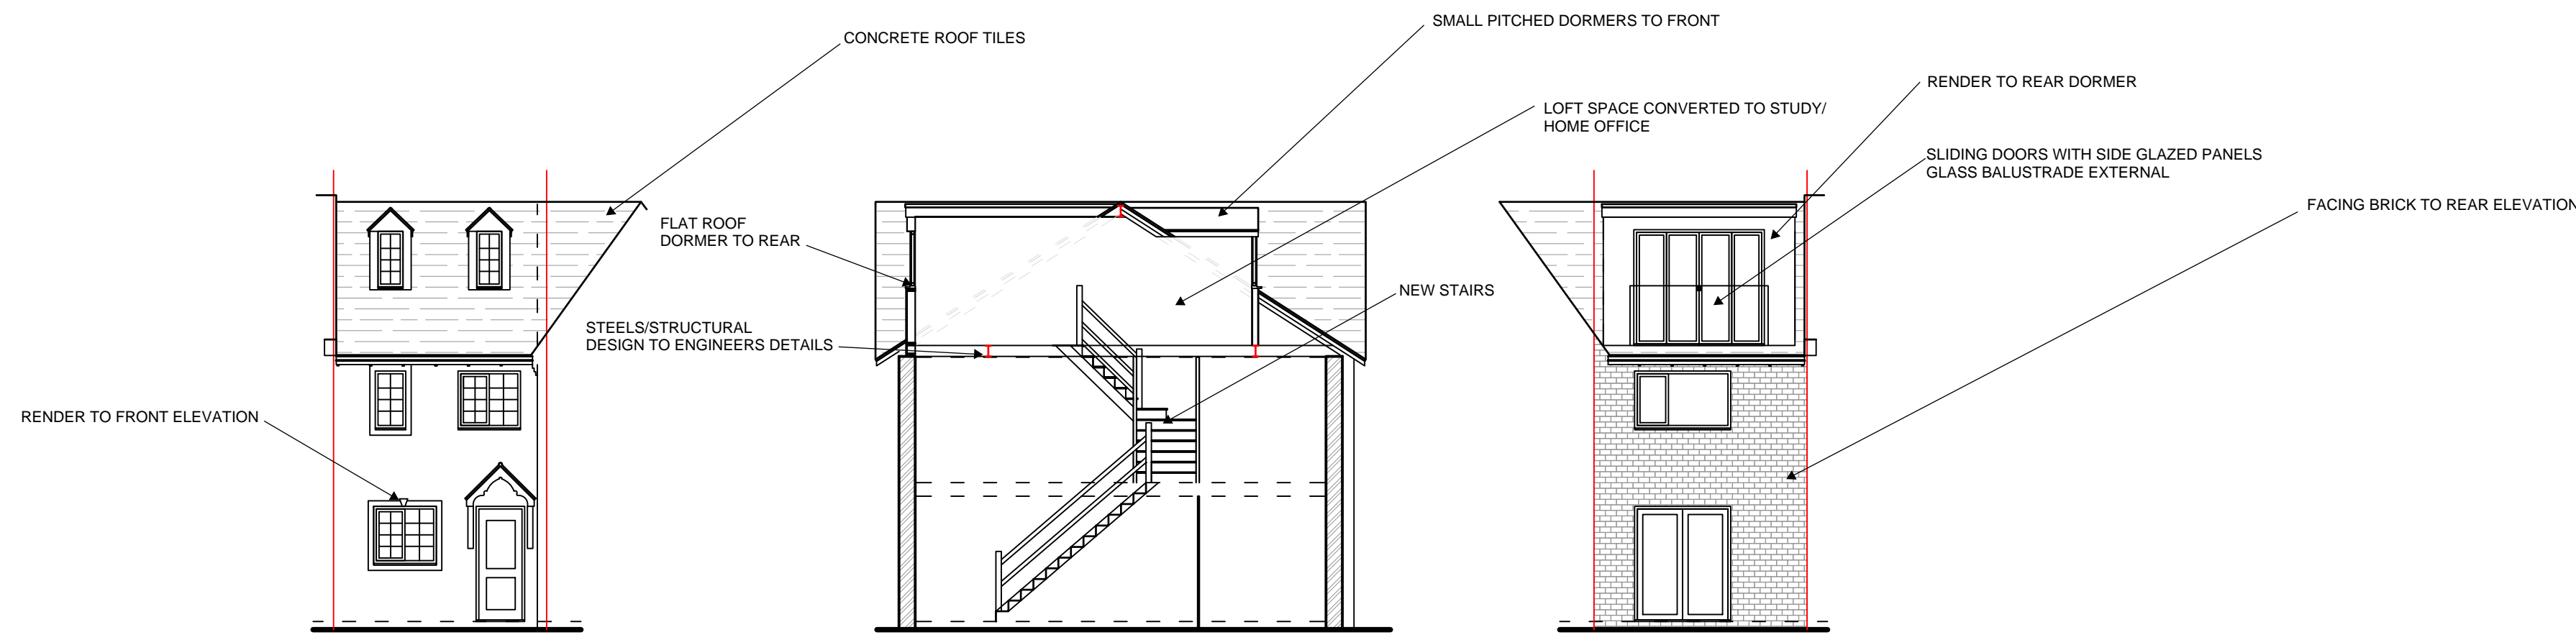 CONCRETE ROOF TILES
SMALL PITCHED DORMERS TO FRONT
RENDER TO REAR DORMER
LOFT SPACE CONVERTED TO STUDY/
HOME OFFICE
SLIDING DOORS WITH SIDE GLAZED PANELS
GLASS BALUSTRADE EXTERNAL
FACING BRICK TO REAR ELEVATION
FLAT ROOF
DORMER TO REAR
NEW STAIRS
STEELS/STRUCTURAL
DESIGN TO ENGINEERS DETAILS
RENDER TO FRONT ELEVATION